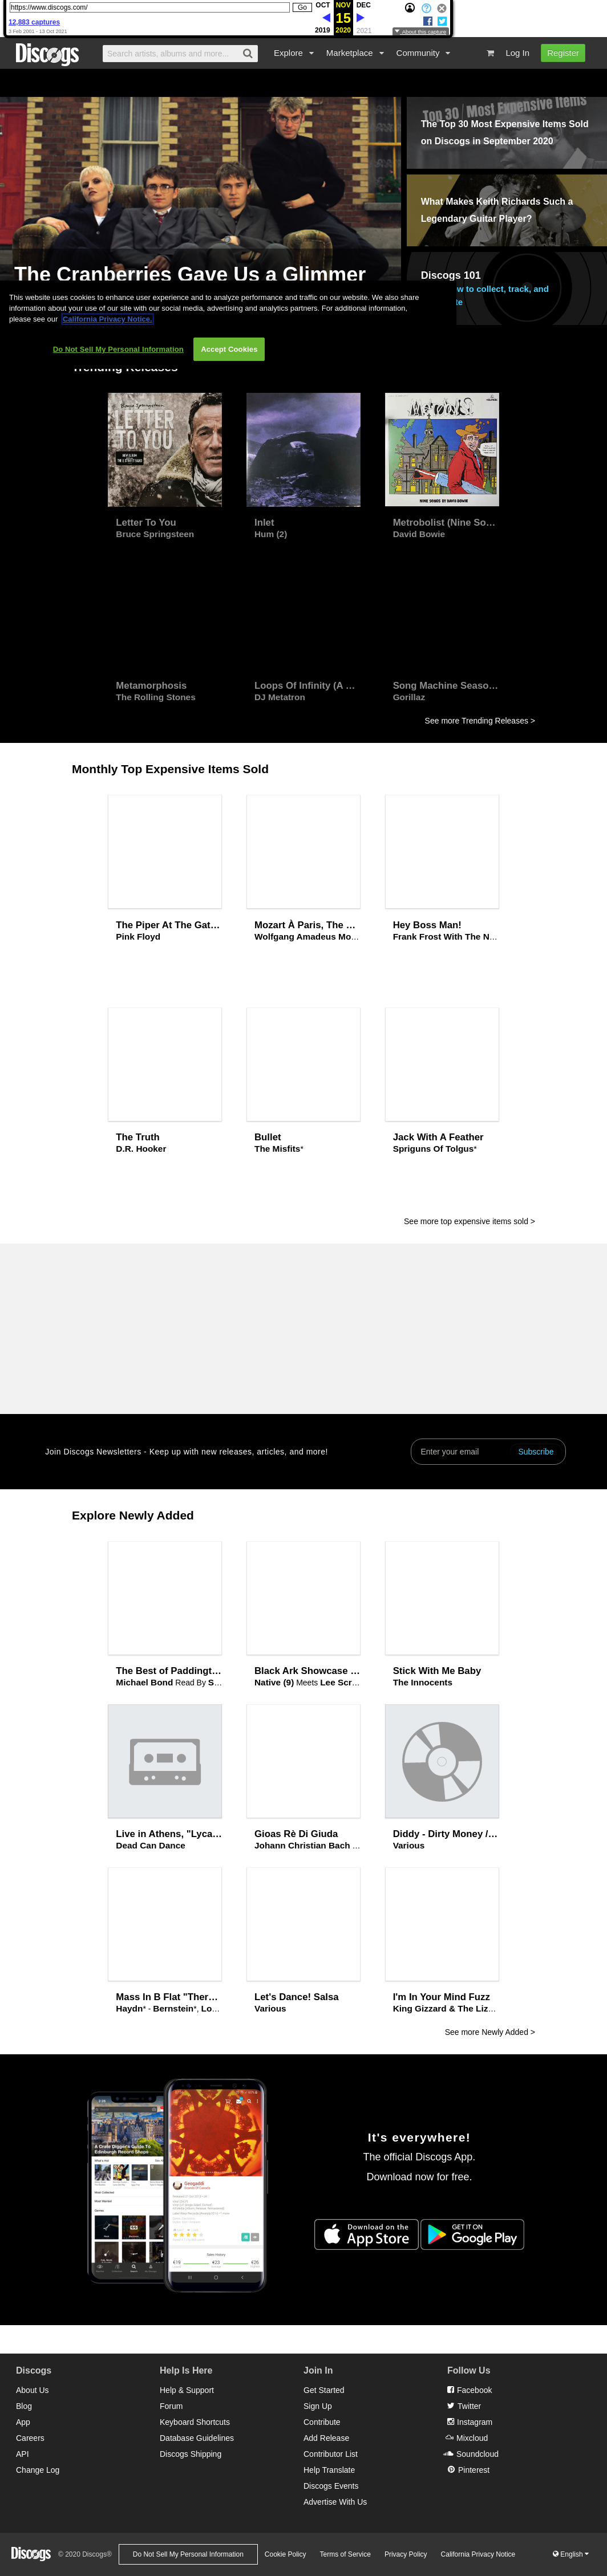 https://www.discogs.com/
Go
OCT NOV DEC
15
12,883 captures
3 Feb 2001 - 13 Oct 2021
2019 2020 2021
About this capture
Discogs
Search artists, albums and more...
Explore
Marketplace
Community
Log In
Register
The Cranberries Gave Us a Glimmer
The Top 30 Most Expensive Items Sold
on Discogs in September 2020
What Makes Keith Richards Such a
Legendary Guitar Player?
Discogs 101
to collect, track, and
This website uses cookies to enhance user experience and to analyze performance and traffic on our website. We also share
information about your use of our site with our social media, advertising and analytics partners. For additional information,
please see our California Privacy Notice.
Do Not Sell My Personal Information
Accept Cookies
Trending Releases
LETTER
TO YOU
Letter To You
Bruce Springsteen
Inlet
Hum (2)
NINE SONGS BY DAVID BOWIE
Metrobolist (Nine So...
David Bowie
Metamorphosis
The Rolling Stones
Loops Of Infinity (A ...
DJ Metatron
Song Machine Seaso...
Gorillaz
See more Trending Releases >
Monthly Top Expensive Items Sold
The Piper At The Gat...
Pink Floyd
Mozart À Paris, The ...
Wolfgang Amadeus Mo...
Hey Boss Man!
Frank Frost With The N...
The Truth
D.R. Hooker
Bullet
The Misfits*
Jack With A Feather
Spriguns Of Tolgus*
See more top expensive items sold >
Join Discogs Newsletters - Keep up with new releases, articles, and more!
Enter your email
Subscribe
Explore Newly Added
The Best of Paddingt...
Michael Bond Read By S...
Black Ark Showcase ...
Native (9) Meets Lee Scr...
Stick With Me Baby
The Innocents
Live in Athens, "Lyca...
Dead Can Dance
Gioas Rè Di Giuda
Johann Christian Bach ...
Diddy - Dirty Money /...
Various
Mass In B Flat "Ther...
Haydn* - Bernstein*, Lo...
Let's Dance! Salsa
Various
I'm In Your Mind Fuzz
King Gizzard & The Liz...
See more Newly Added >
A Crate Digger's Guide To
Edinburgh Record Shops
Geogaddi
It's everywhere!
The official Discogs App.
Download now for free.
Download on the
App Store
GET IT ON
Google Play
Discogs
About Us
Blog
App
Careers
API
Change Log
Help Is Here
Help & Support
Forum
Keyboard Shortcuts
Database Guidelines
Discogs Shipping
Join In
Get Started
Sign Up
Contribute
Add Release
Contributor List
Help Translate
Discogs Events
Advertise With Us
Follow Us
Facebook
Twitter
Instagram
Mixcloud
Soundcloud
Pinterest
Discogs
© 2020 Discogs®
Do Not Sell My Personal Information
Cookie Policy
Terms of Service
Privacy Policy
California Privacy Notice
English